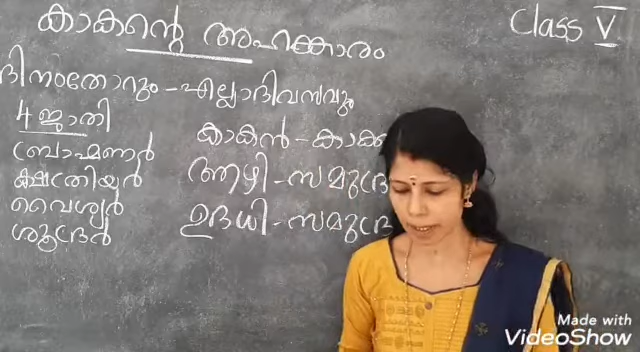 കാകന്റെ അഹങ്കാരം
Class V
ദിനംതോറും - എല്ലാദിവസവും
4 ജാതി
ബ്രാഹ്മണർ
ക്ഷത്രിയർ
വൈശ്യർ
ശൂദ്രർ
കാകൻ - കാക്ക
ആഴി - സമുദ്ര
ഉദധി - സമുദ്ര
Made with
VideoShow